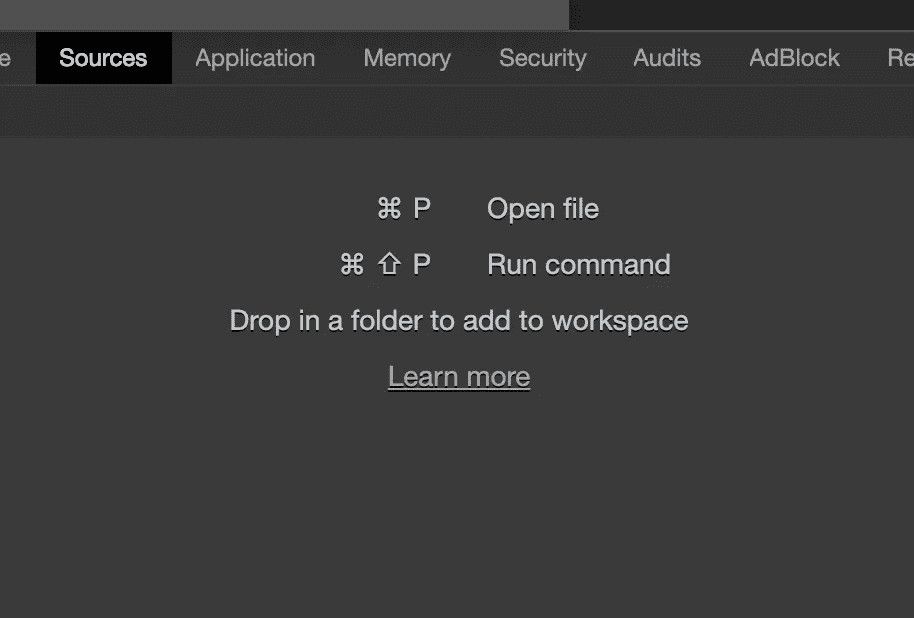 e Sources Application Memory Security Audits AdBlock Re
⌘ P Open file
⌘ ⇧ P Run command
Drop in a folder to add to workspace
Learn more